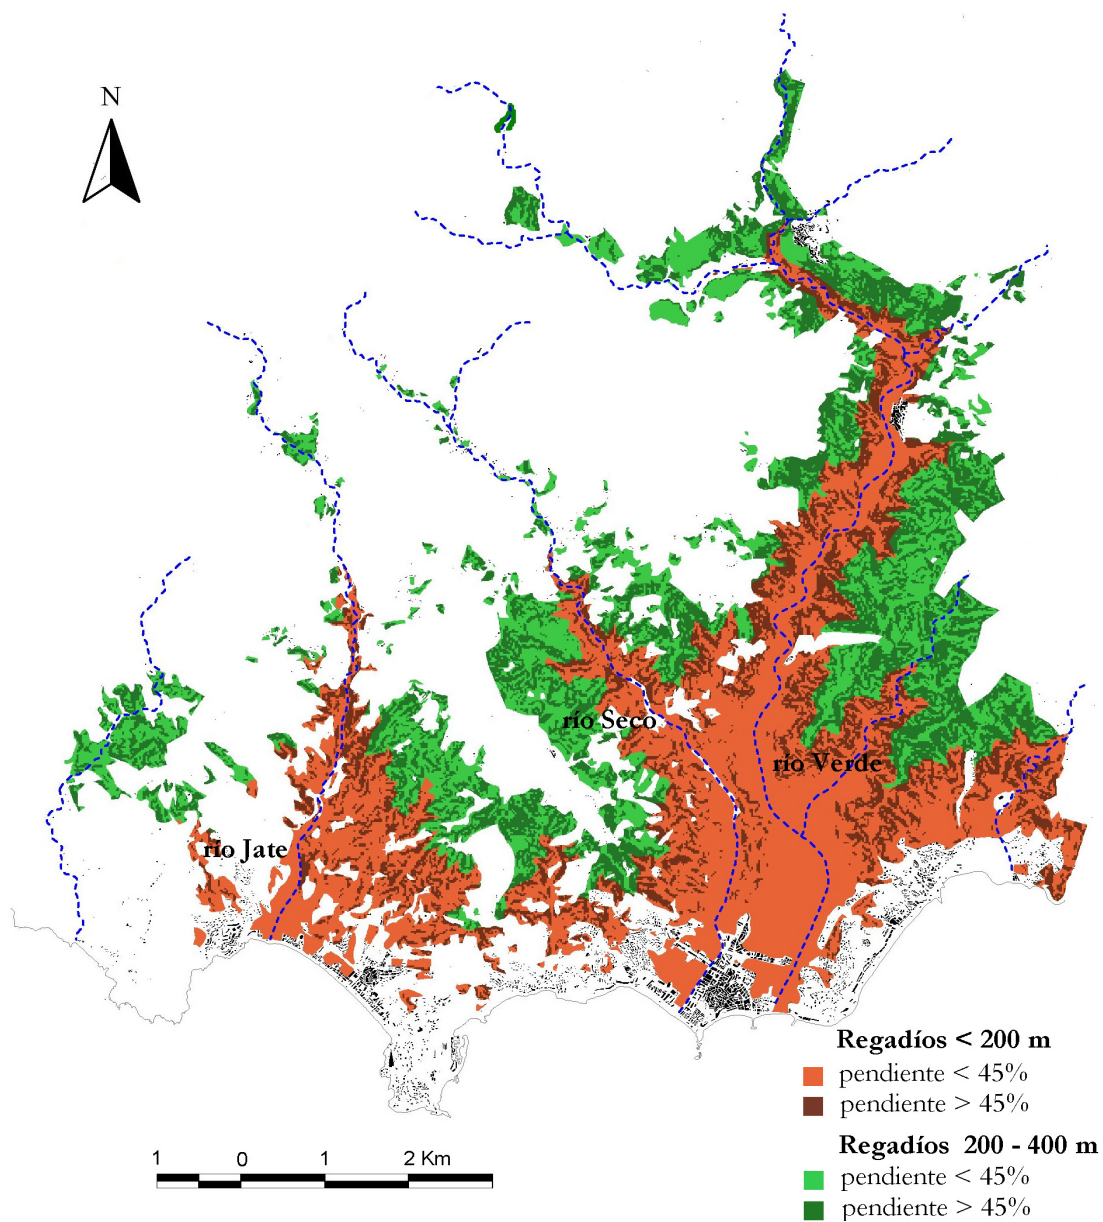 N
río Seco
río Verde
río Jate
Regadíos < 200 m
pendiente < 45%
pendiente > 45%
Regadíos 200 - 400 m
pendiente < 45%
pendiente > 45%
1 0 1 2 Km